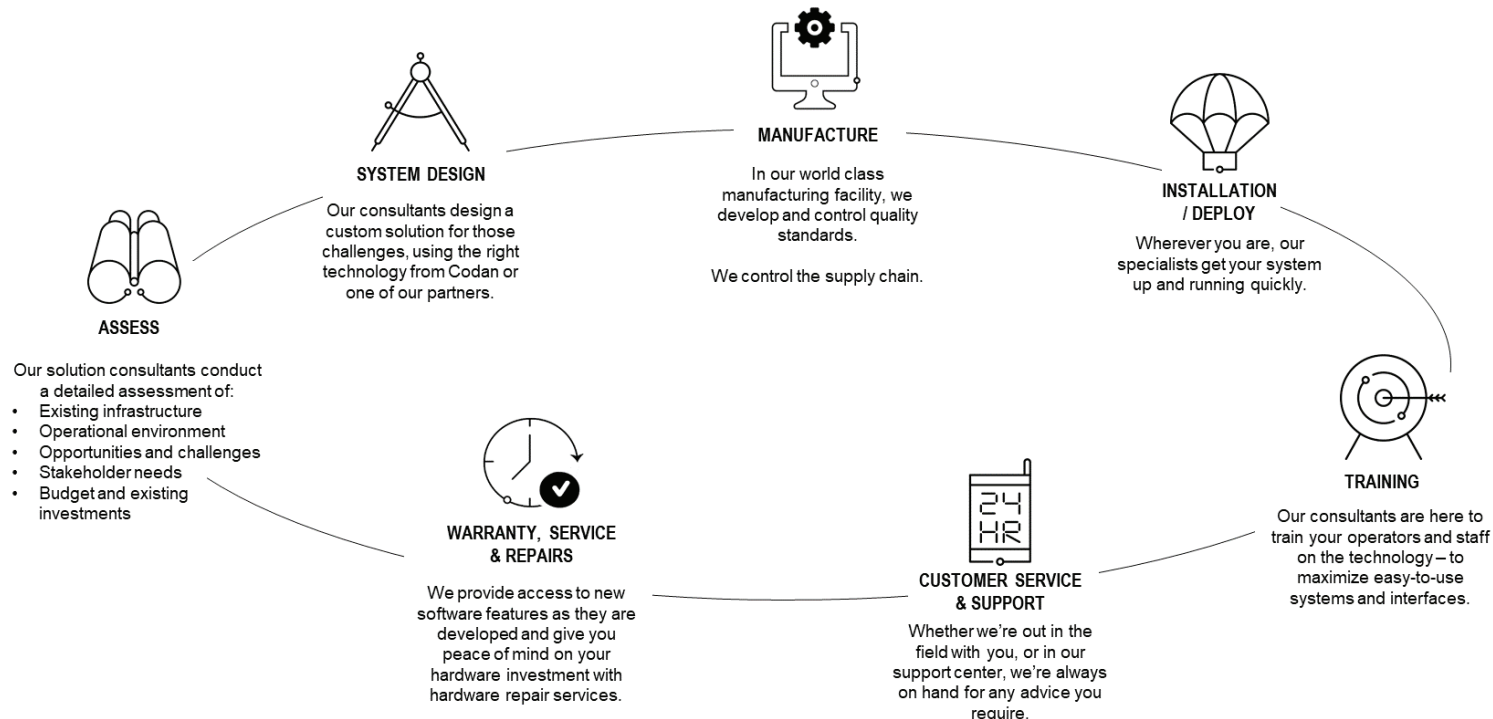 ASSESS
Our solution consultants conduct
a detailed assessment of:
• Existing infrastructure
• Operational environment
• Opportunities and challenges
• Stakeholder needs
• Budget and existing
investments
SYSTEM DESIGN
Our consultants design a
custom solution for those
challenges, using the right
technology from Codan or
one of our partners.
MANUFACTURE
In our world class
manufacturing facility, we
develop and control quality
standards.
We control the supply chain.
INSTALLATION
/ DEPLOY
Wherever you are, our
specialists get your system
up and running quickly.
TRAINING
Our consultants are here to
train your operators and staff
on the technology – to
maximize easy-to-use
systems and interfaces.
24
HR
CUSTOMER SERVICE
& SUPPORT
Whether we’re out in the
field with you, or in our
support center, we’re always
on hand for any advice you
require.
WARRANTY, SERVICE
& REPAIRS
We provide access to new
software features as they are
developed and give you
peace of mind on your
hardware investment with
hardware repair services.